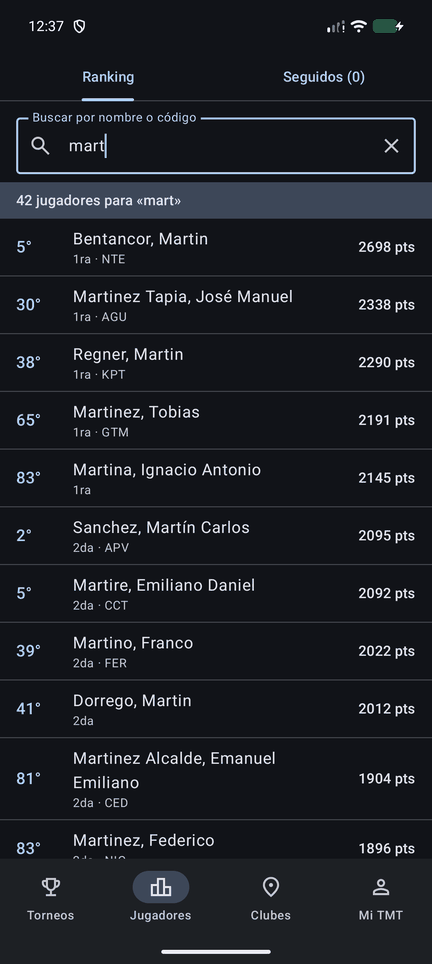 12:37
Ranking
Seguidos (0)
Buscar por nombre o código
mart
42 jugadores para «mart»
5° Bentancor, Martin 2698 pts
1ra · NTE
30° Martinez Tapia, José Manuel 2338 pts
1ra · AGU
38° Regner, Martin 2290 pts
1ra · KPT
65° Martinez, Tobias 2191 pts
1ra · GTM
83° Martina, Ignacio Antonio 2145 pts
1ra
2° Sanchez, Martín Carlos 2095 pts
2da · APV
5° Martire, Emiliano Daniel 2092 pts
2da · CCT
39° Martino, Franco 2022 pts
2da · FER
41° Dorrego, Martin 2012 pts
2da
81° Martinez Alcalde, Emanuel 1904 pts
Emiliano
2da · CED
83° Martinez, Federico 1896 pts
Torneos
Jugadores
Clubes
Mi TMT